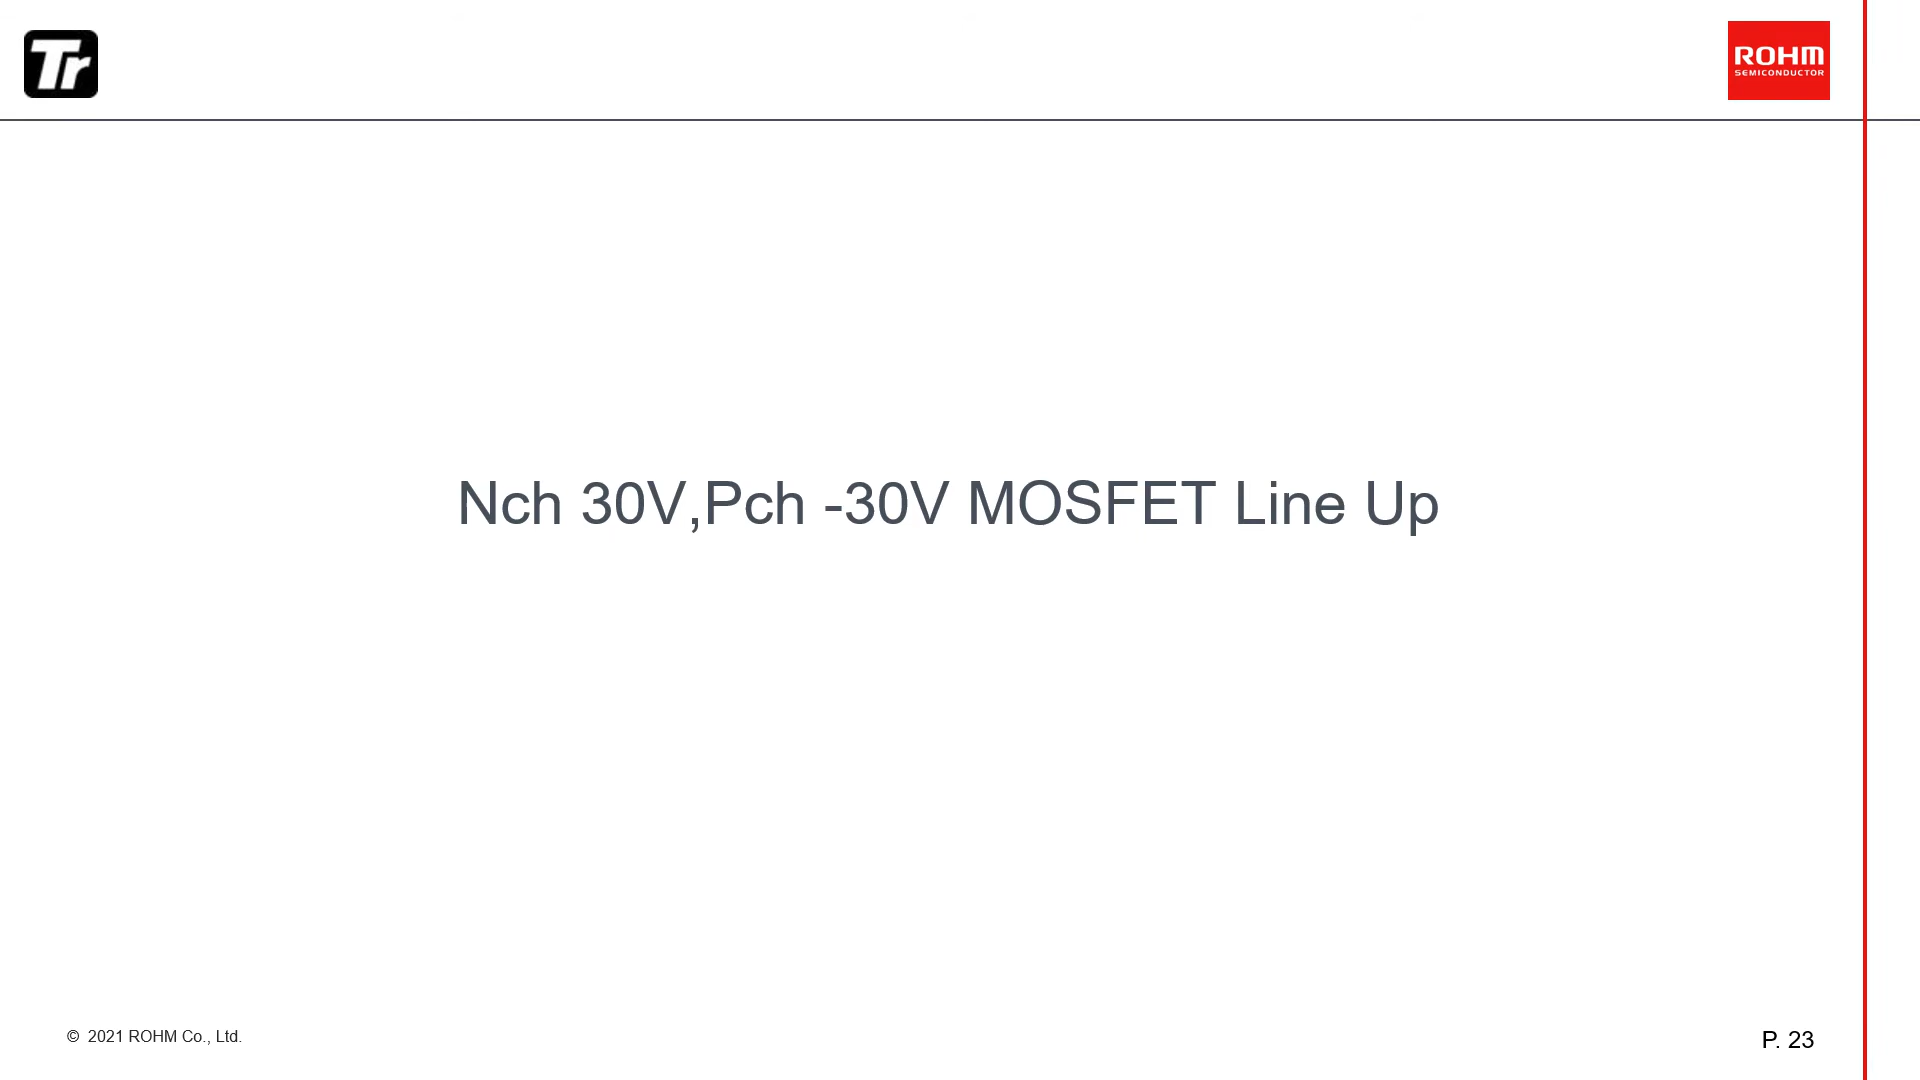 Tr
ROHM
SEMICONDUCTOR
Nch 30V,Pch -30V MOSFET Line Up
© 2021 ROHM Co., Ltd.
P. 23